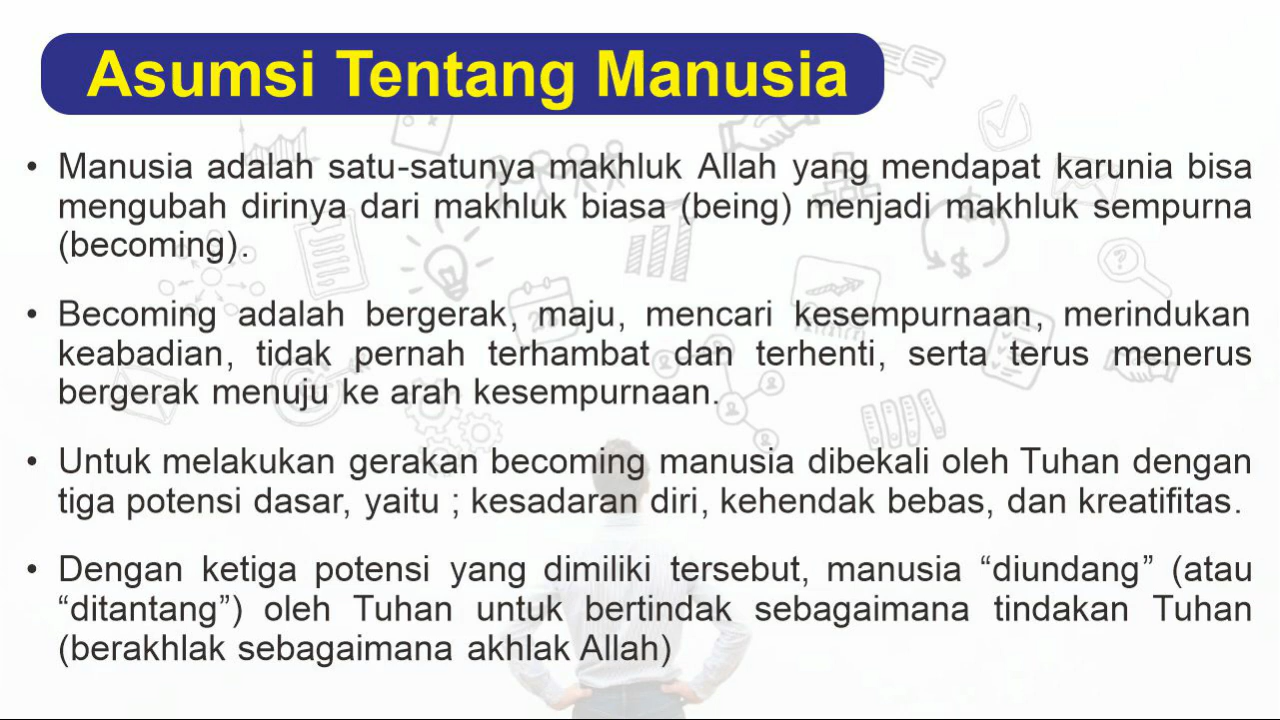 Asumsi Tentang Manusia
• Manusia adalah satu-satunya makhluk Allah yang mendapat karunia bisa
mengubah dirinya dari makhluk biasa (being) menjadi makhluk sempurna
(becoming).
• Becoming adalah bergerak, maju, mencari kesempurnaan, merindukan
keabadian, tidak pernah terhambat dan terhenti, serta terus menerus
bergerak menuju ke arah kesempurnaan.
• Untuk melakukan gerakan becoming manusia dibekali oleh Tuhan dengan
tiga potensi dasar, yaitu ; kesadaran diri, kehendak bebas, dan kreatifitas.
• Dengan ketiga potensi yang dimiliki tersebut, manusia “diundang” (atau
“ditantang”) oleh Tuhan untuk bertindak sebagaimana tindakan Tuhan
(berakhlak sebagaimana akhlak Allah)